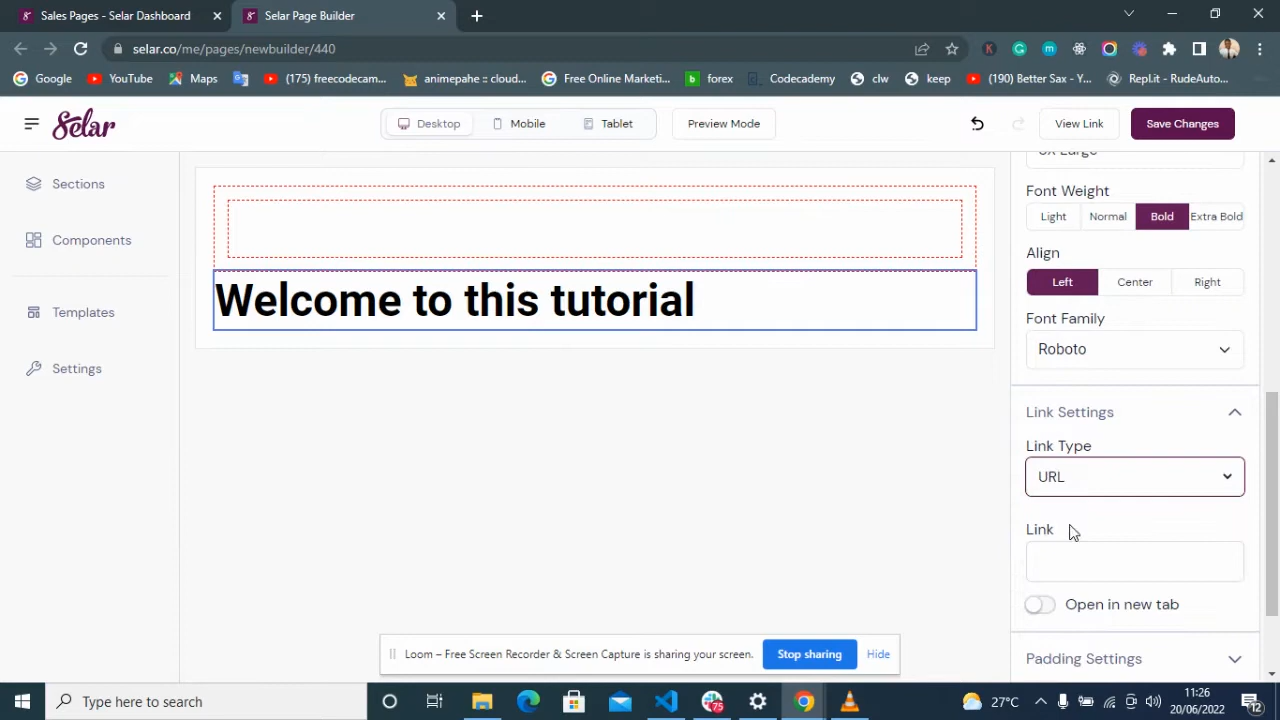 Sales Pages - Selar Dashboard
Selar Page Builder
selar.co/me/pages/newbuilder/440
Google
YouTube
Maps
(175) freecodecam...
animepahe :: cloud...
Free Online Marketi...
forex
Codecademy
clw
keep
(190) Better Sax - Y...
Repl.it - RudeAuto...
Selar
Desktop
Mobile
Tablet
Preview Mode
View Link
Save Changes
Sections
Components
Templates
Settings
Welcome to this tutorial
Font Weight
Light
Normal
Bold
Extra Bold
Align
Left
Center
Right
Font Family
Roboto
Link Settings
Link Type
URL
Link
Open in new tab
Padding Settings
Loom – Free Screen Recorder & Screen Capture is sharing your screen.
Stop sharing
Hide
Type here to search
75
27°C
11:26
20/06/2022
12